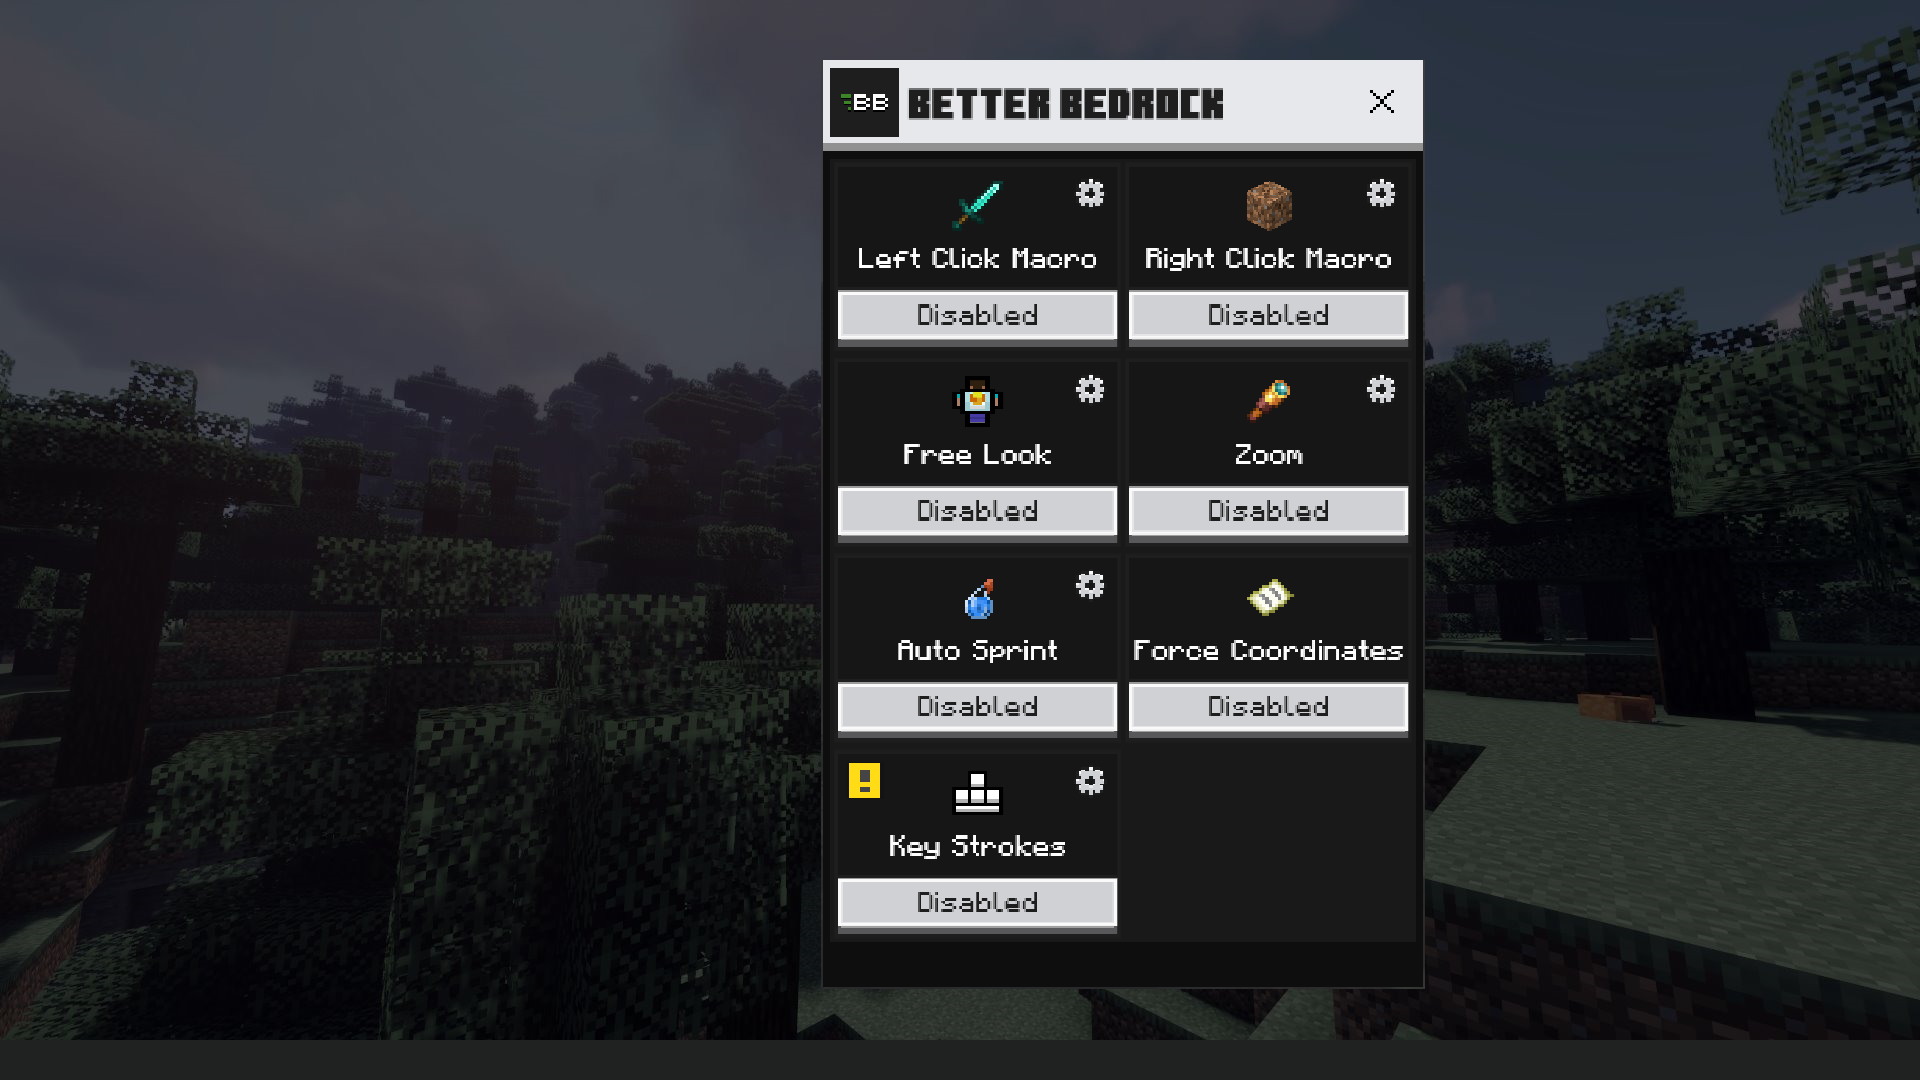 BB BETTER BEDROCK
Left Click Macro
Right Click Macro
Disabled
Disabled
Free Look
Zoom
Disabled
Disabled
Auto Sprint
Force Coordinates
Disabled
Disabled
!
Key Strokes
Disabled